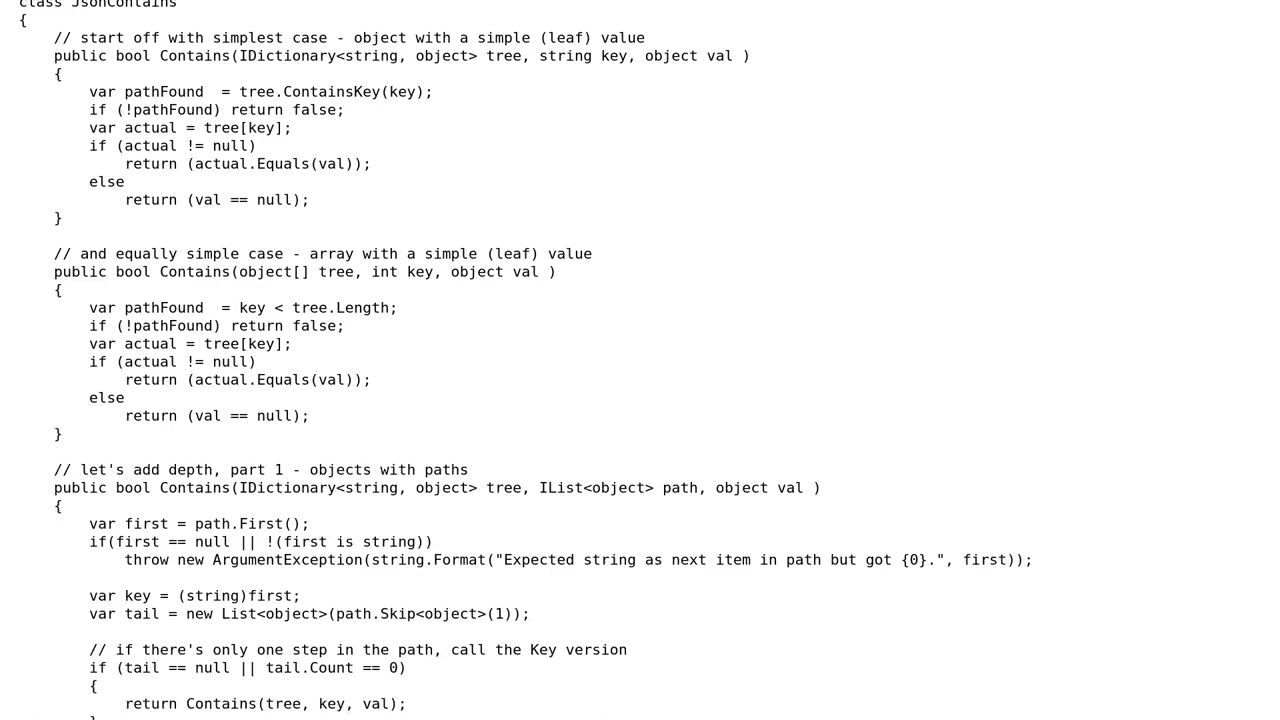 class JsonContains
{
    // start off with simplest case - object with a simple (leaf) value
    public bool Contains(IDictionary<string, object> tree, string key, object val )
    {
        var pathFound  = tree.ContainsKey(key);
        if (!pathFound) return false;
        var actual = tree[key];
        if (actual != null)
            return (actual.Equals(val));
        else
            return (val == null);
    }

    // and equally simple case - array with a simple (leaf) value
    public bool Contains(object[] tree, int key, object val )
    {
        var pathFound  = key < tree.Length;
        if (!pathFound) return false;
        var actual = tree[key];
        if (actual != null)
            return (actual.Equals(val));
        else
            return (val == null);
    }

    // let's add depth, part 1 - objects with paths
    public bool Contains(IDictionary<string, object> tree, IList<object> path, object val )
    {
        var first = path.First();
        if(first == null || !(first is string))
            throw new ArgumentException(string.Format("Expected string as next item in path but got {0}.", first));

        var key = (string)first;
        var tail = new List<object>(path.Skip<object>(1));

        // if there's only one step in the path, call the Key version
        if (tail == null || tail.Count == 0)
        {
            return Contains(tree, key, val);
        }